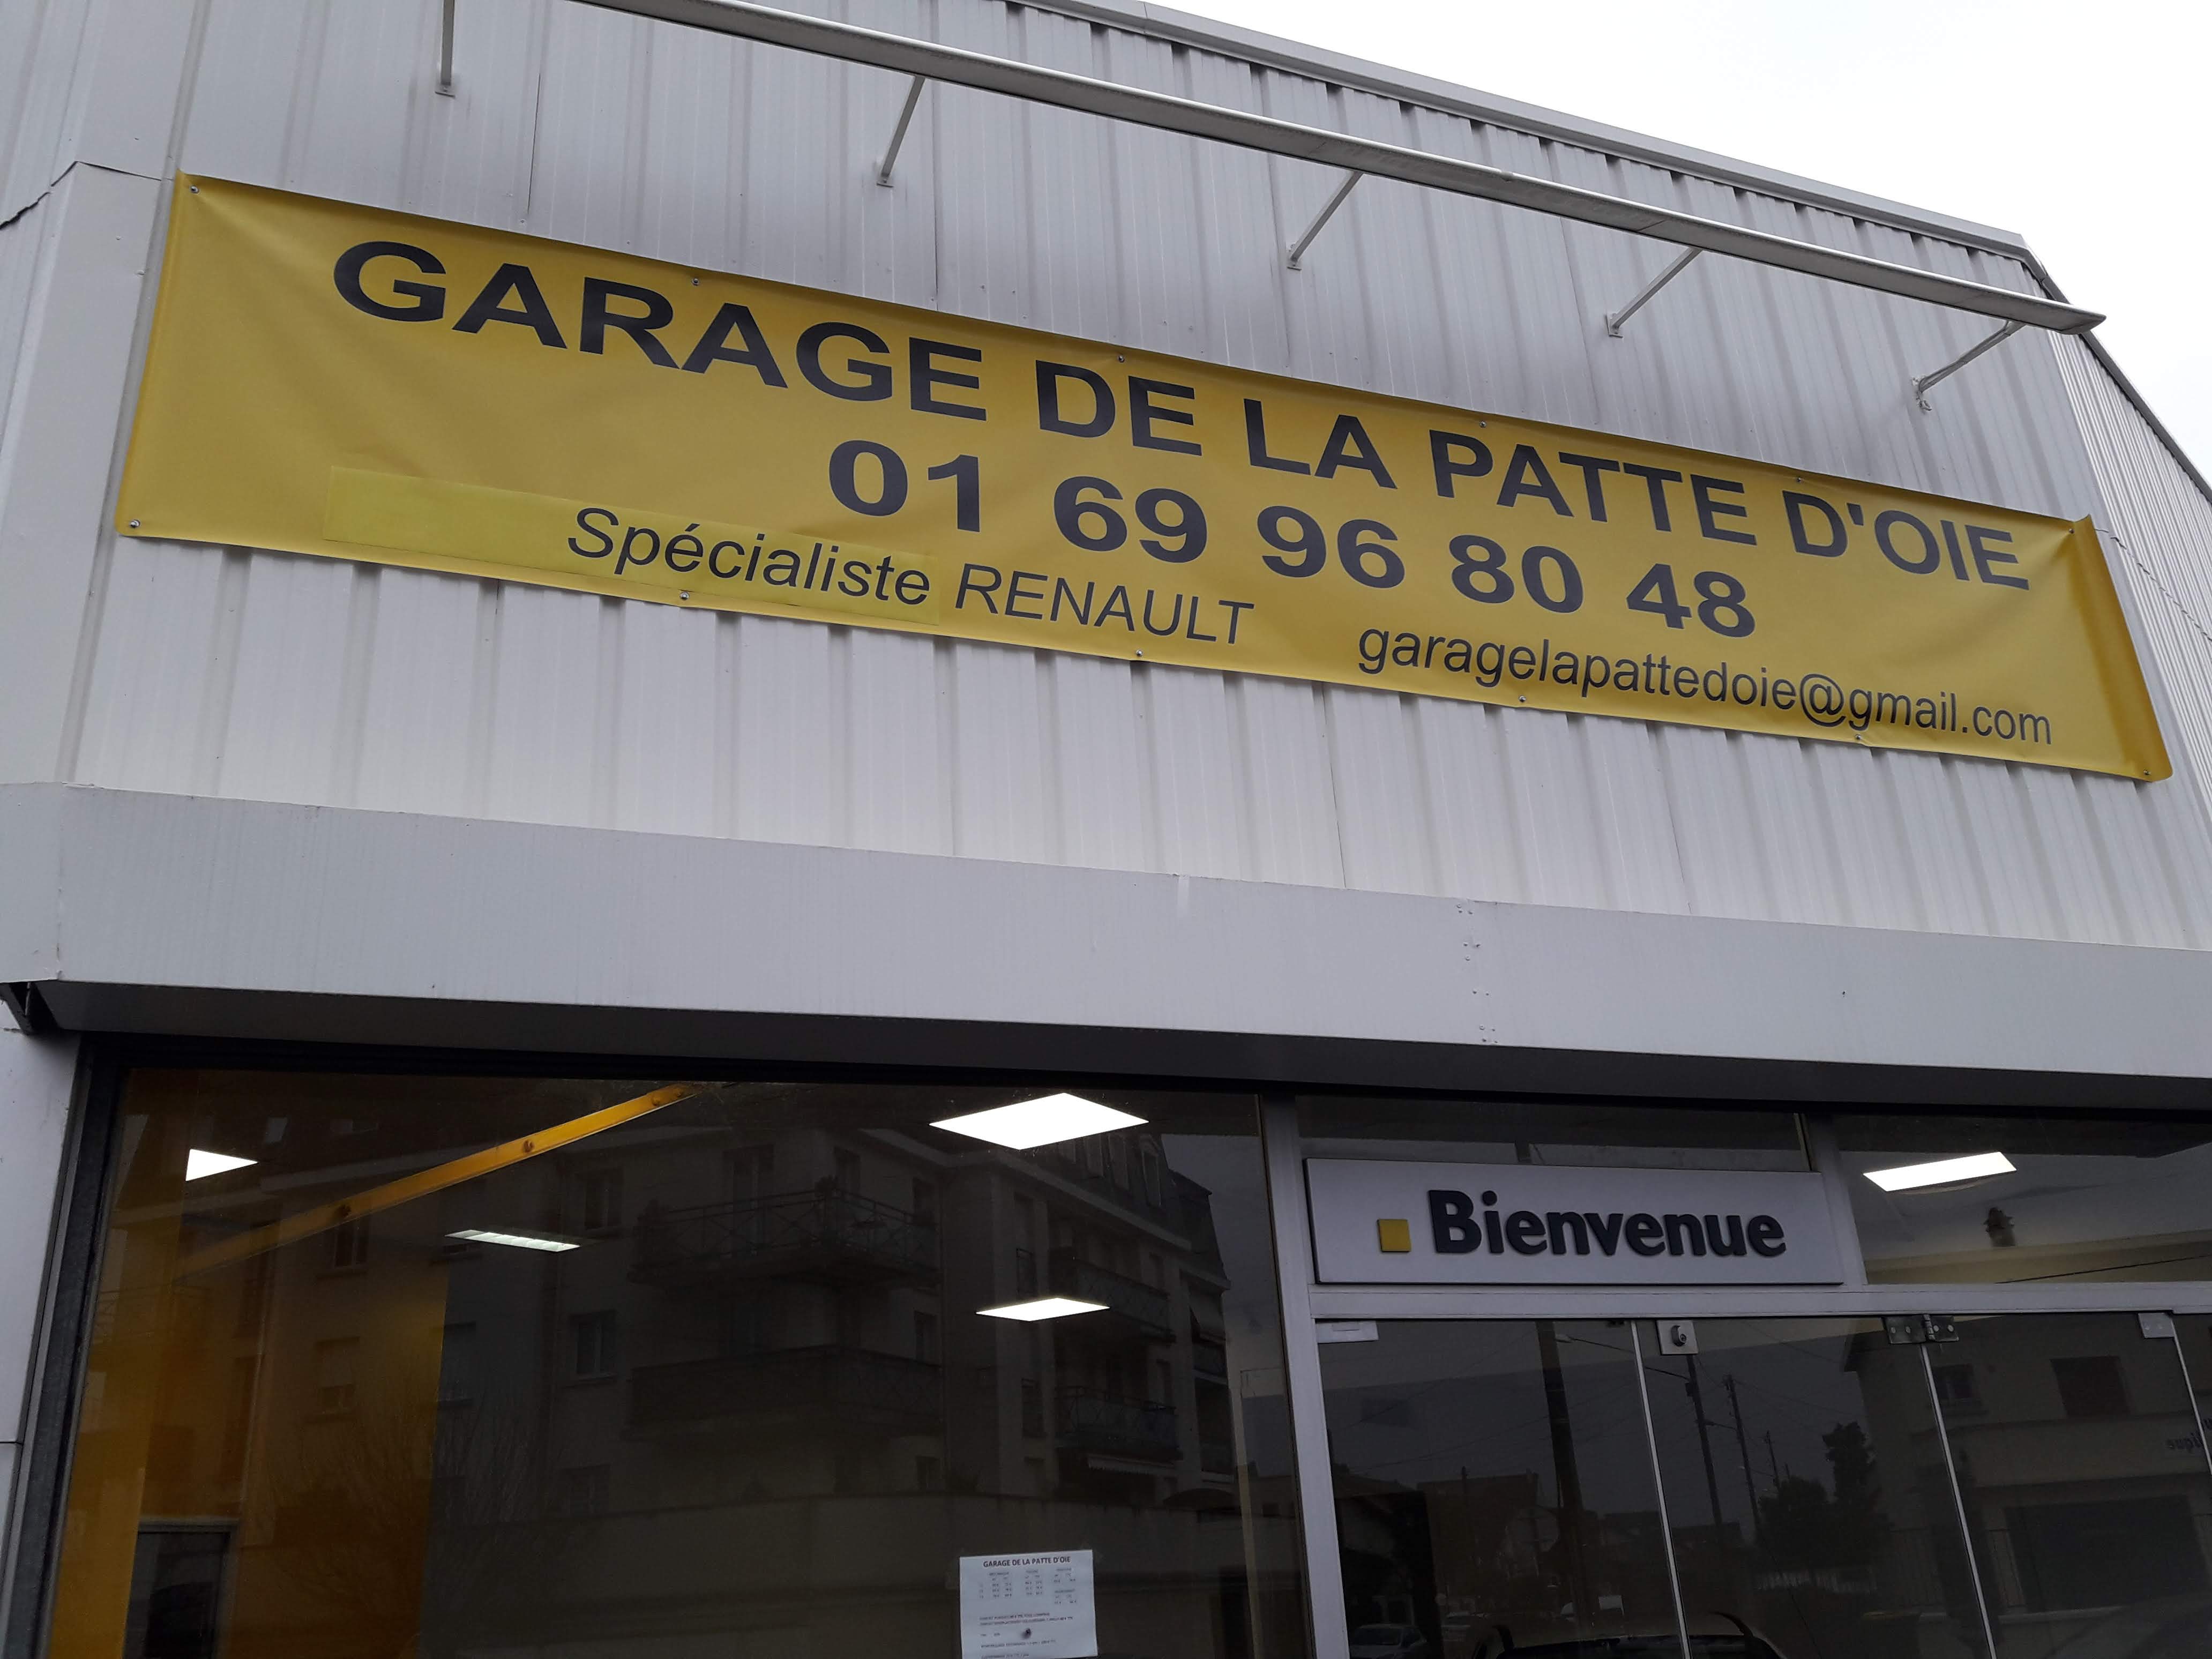 GARAGE DE LA PATTE D'OIE
01 69 96 80 48
Spécialiste RENAULT garagelapattedoie@gmail.com
Bienvenue
GARAGE DE LA PATTE D'OIE